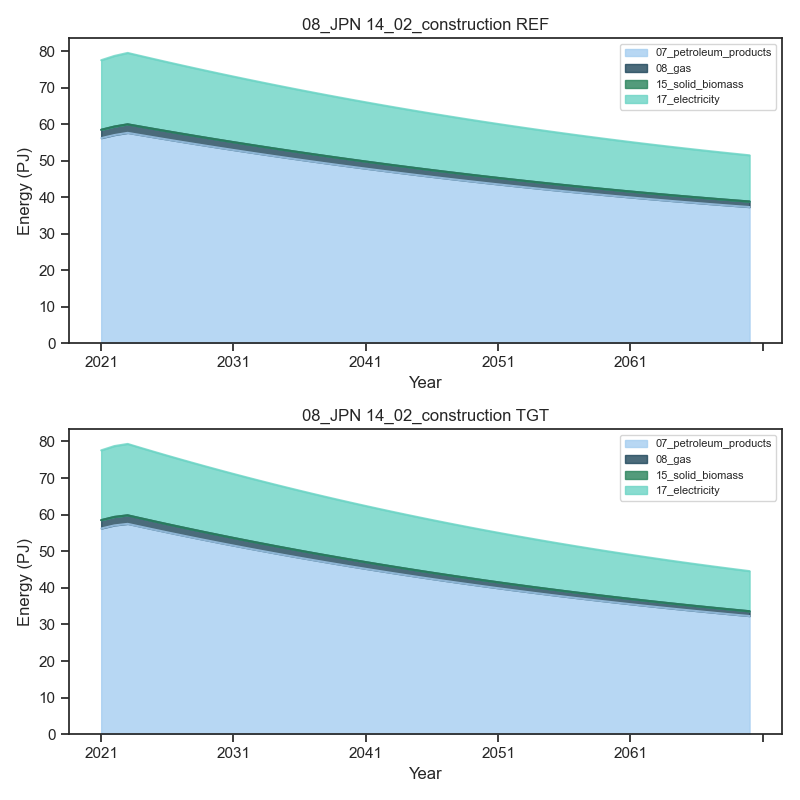 08_JPN 14_02_construction REF
80
70
60
50
40
30
20
10
0
Energy (PJ)
07_petroleum_products
08_gas
15_solid_biomass
17_electricity
2021 2031 2041 2051 2061
Year
08_JPN 14_02_construction TGT
80
70
60
50
40
30
20
10
0
Energy (PJ)
07_petroleum_products
08_gas
15_solid_biomass
17_electricity
2021 2031 2041 2051 2061
Year